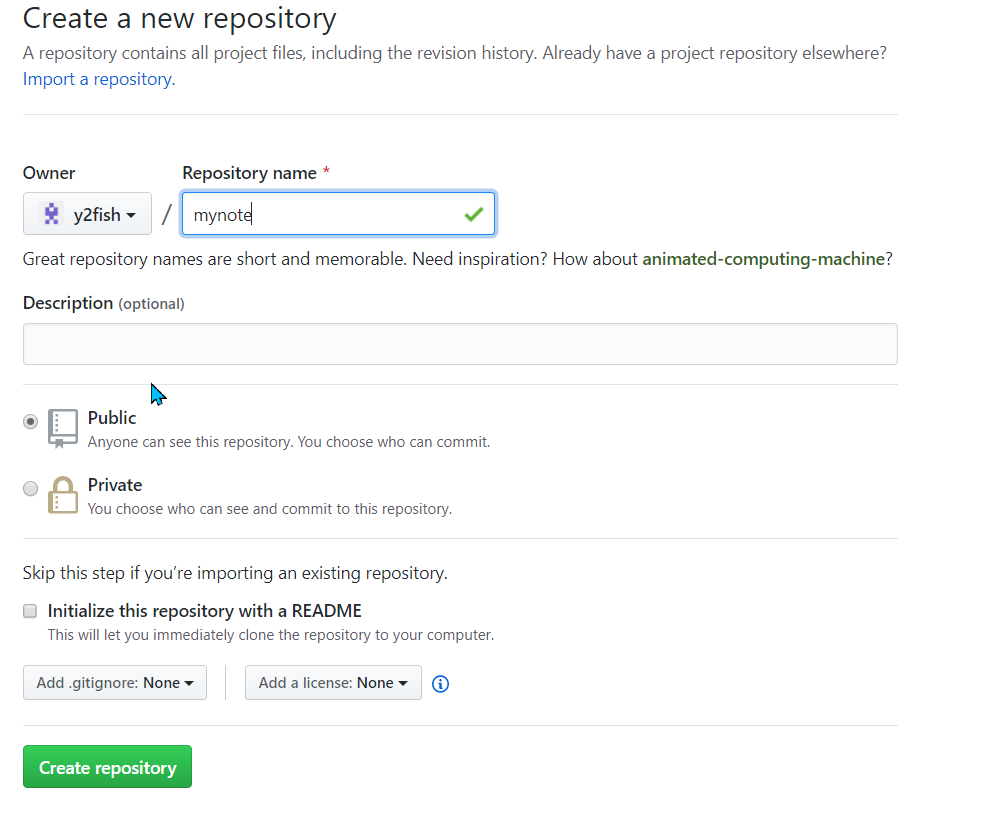 Create a new repository
A repository contains all project files, including the revision history. Already have a project repository elsewhere?
Import a repository.
Owner Repository name *
y2fish / mynote
Great repository names are short and memorable. Need inspiration? How about animated-computing-machine?
Description (optional)
Public
Anyone can see this repository. You choose who can commit.
Private
You choose who can see and commit to this repository.
Skip this step if you’re importing an existing repository.
Initialize this repository with a README
This will let you immediately clone the repository to your computer.
Add .gitignore: None Add a license: None
Create repository